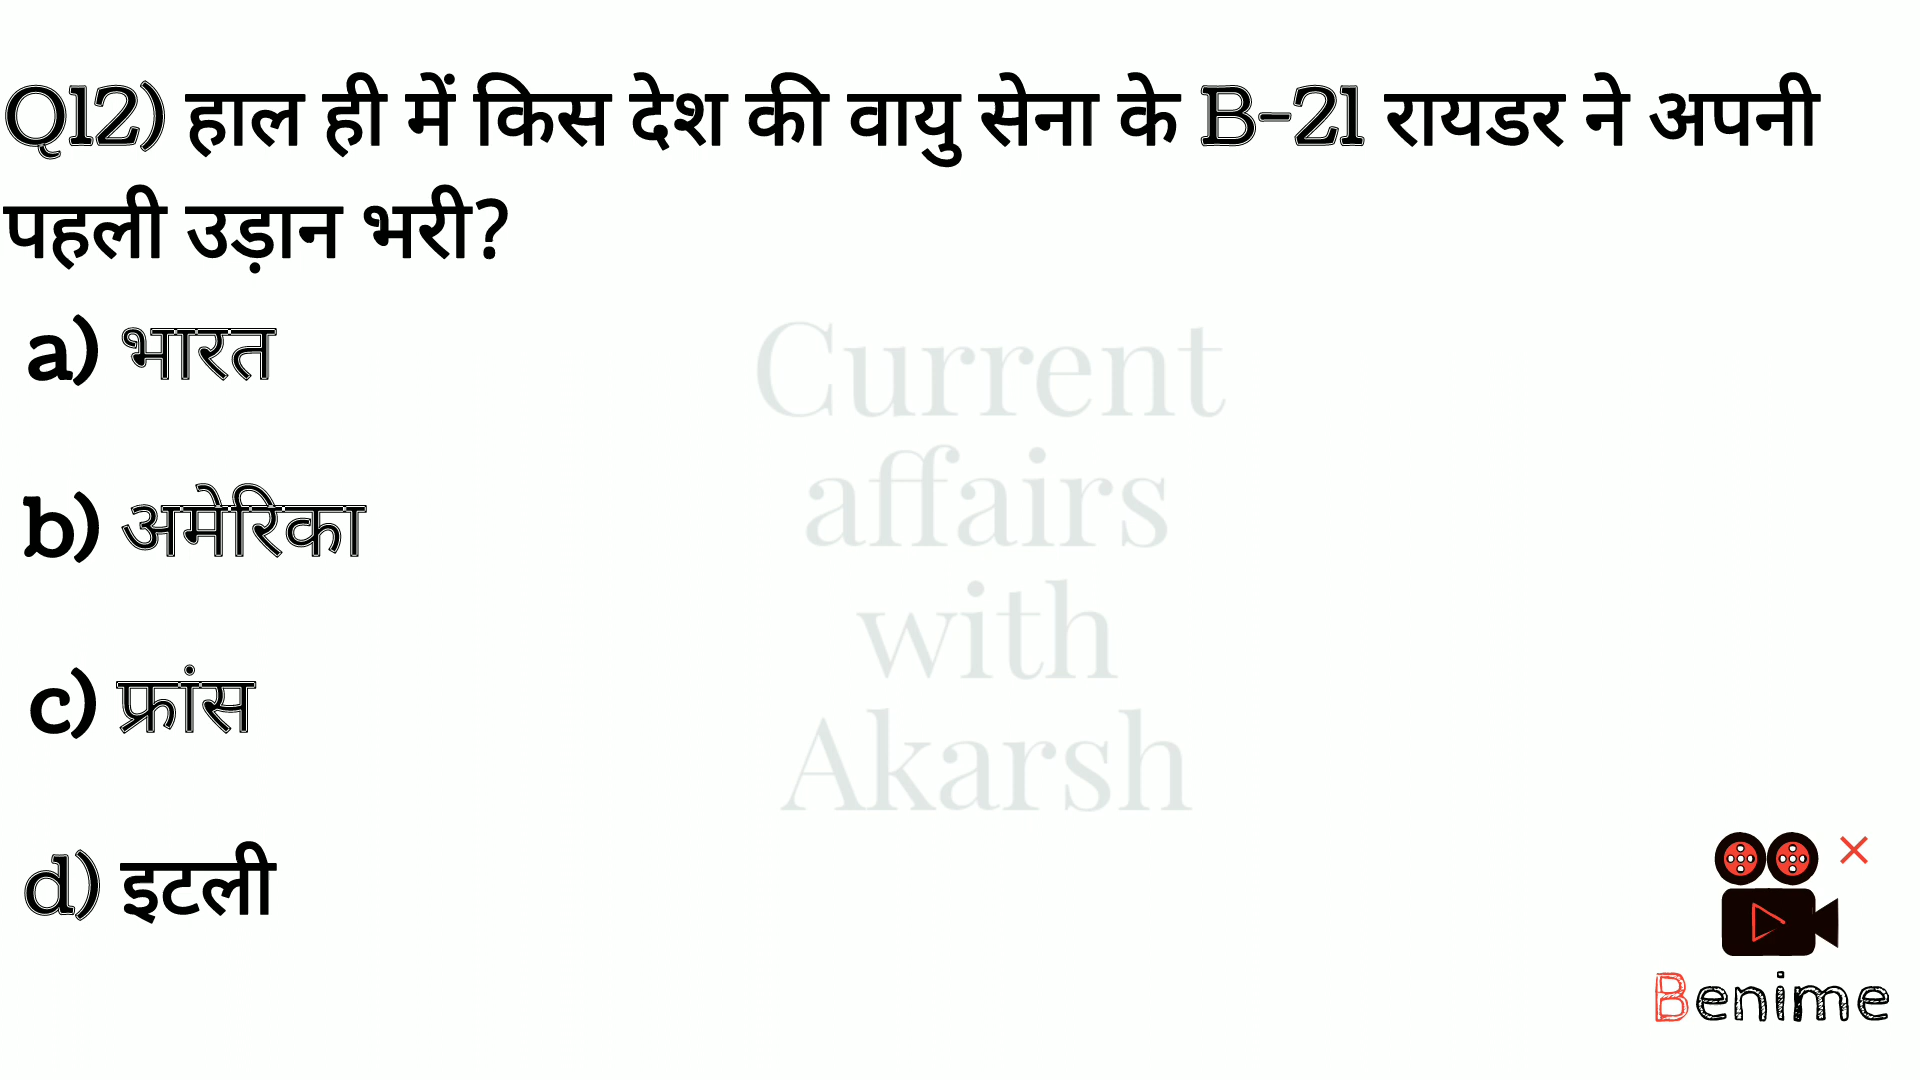 Q12) हाल ही में किस देश की वायु सेना के B-21 रायडर ने अपनी
पहली उड़ान भरी?
a) भारत
b) अमेरिका
c) फ्रांस
d) इटली
Current
affairs
with
Akarsh
Benime